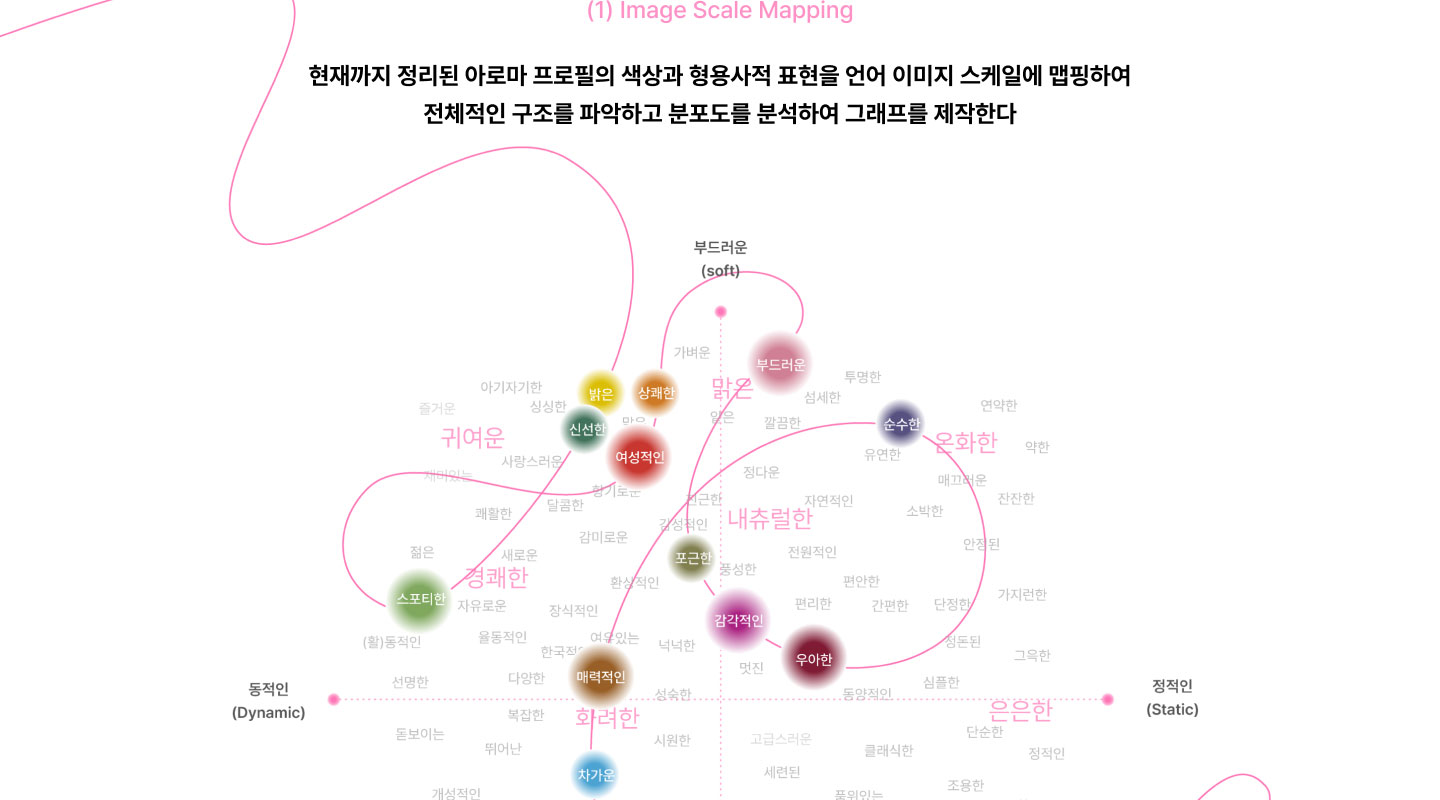 (1) Image Scale Mapping
현재까지 정리된 아로마 프로필의 색상과 형용사적 표현을 언어 이미지 스케일에 맵핑하여
전체적인 구조를 파악하고 분포도를 분석하여 그래프를 제작한다
부드러운
(soft)
가벼운
부드러운
투명한
아기자기한
밝은
상쾌한
맑은
섬세한
즐거운
싱싱한
연약한
맑은
옅은
깔끔한
순수한
신선한
귀여운
여성적인
온화한
약한
사랑스러운
유연한
재미있는
정다운
매끄러운
향기로운
친근한
자연적인
잔잔한
쾌활한
달콤한
소박한
내츄럴한
감성적인
감미로운
안정된
젊은
새로운
포근한
전원적인
풍성한
경쾌한
환상적인
편안한
가지런한
스포티한
자유로운
장식적인
편리한
간편한
단정한
감각적인
(활)동적인
율동적인
여유있는
넉넉한
정돈된
한국적
우아한
그윽한
멋진
선명한
다양한
매력적인
성숙한
동양적인
심플한
동적인
(Dynamic)
정적인
(Static)
복잡한
화려한
은은한
돋보이는
뛰어난
시원한
고급스러운
클래식한
단순한
정적인
차가운
세련된
개성적인
품위있는
조용한